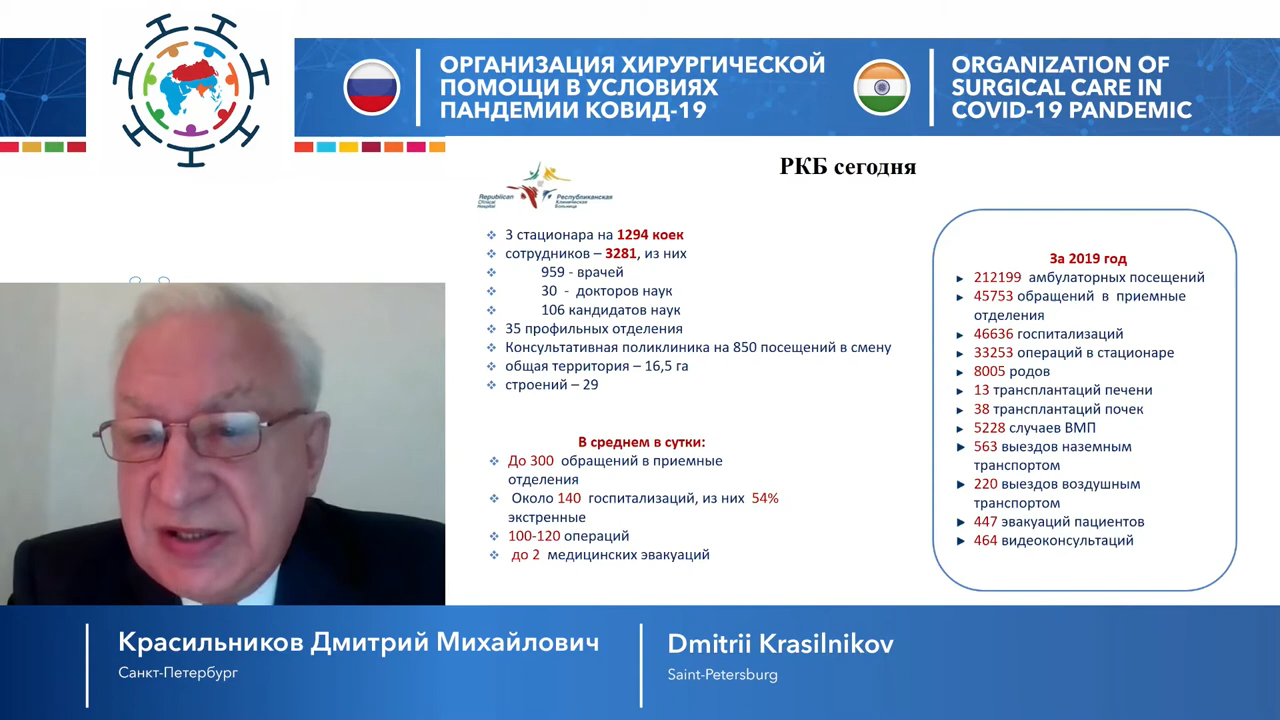 ОРГАНИЗАЦИЯ ХИРУРГИЧЕСКОЙ
ПОМОЩИ В УСЛОВИЯХ
ПАНДЕМИИ КОВИД-19
ORGANIZATION OF
SURGICAL CARE IN
COVID-19 PANDEMIC
РКБ сегодня
Republican
Clinical
Hospital
Республиканская
Клиническая
Больница
3 стационара на 1294 коек
сотрудников – 3281, из них
959 - врачей
30 - докторов наук
106 кандидатов наук
35 профильных отделения
Консультативная поликлиника на 850 посещений в смену
общая территория – 16,5 га
строений – 29
В среднем в сутки:
До 300 обращений в приемные
отделения
Около 140 госпитализаций, из них 54%
экстренные
100-120 операций
до 2 медицинских эвакуаций
За 2019 год
212199 амбулаторных посещений
45753 обращений в приемные
отделения
46636 госпитализаций
33253 операций в стационаре
8005 родов
13 трансплантаций печени
38 трансплантаций почек
5228 случаев ВМП
563 выездов наземным
транспортом
220 выездов воздушным
транспортом
447 эвакуаций пациентов
464 видеоконсультаций
Красильников Дмитрий Михайлович
Санкт-Петербург
Dmitrii Krasilnikov
Saint-Petersburg